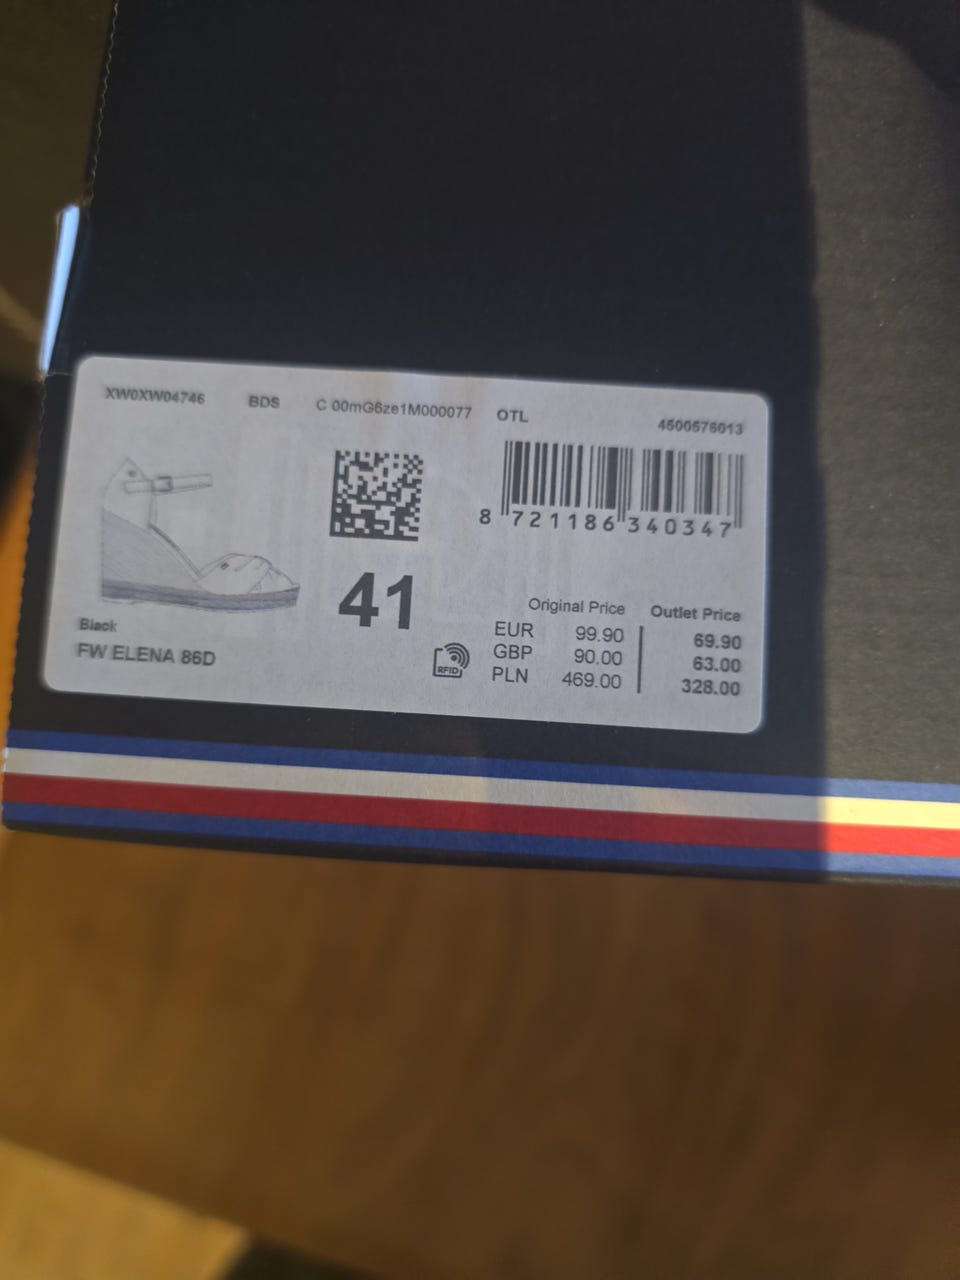 XW0XW04746 BDS C 00mG6ze1M000077 OTL 4500576013
8 721186 340347
41
Original Price Outlet Price
EUR 99.90 69.90
GBP 90.00 63.00
PLN 469.00 328.00
Black
FW ELENA 86D
RFID